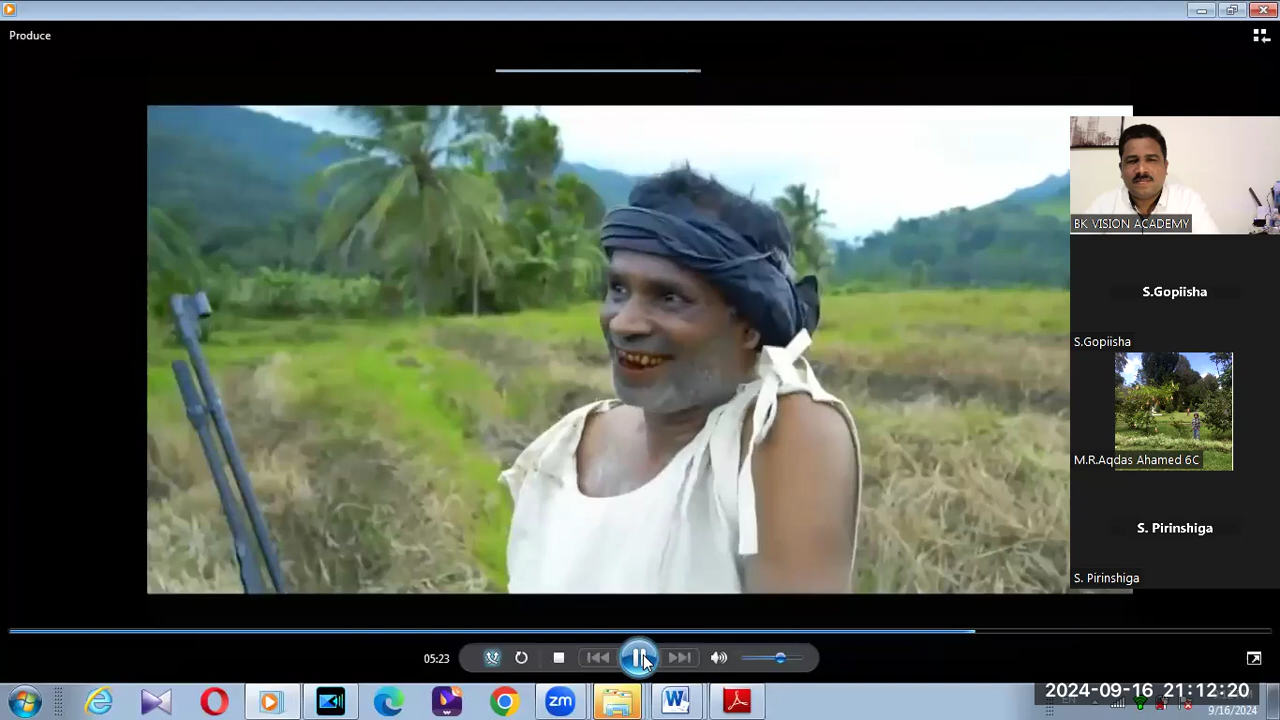 Produce
BK VISION ACADEMY
S.Gopiisha
S.Gopiisha
M.R.Aqdas Ahamed 6C
S. Pirinshiga
S. Pirinshiga
05:23
zm
2024-09-16 21:12:20
9/16/2024